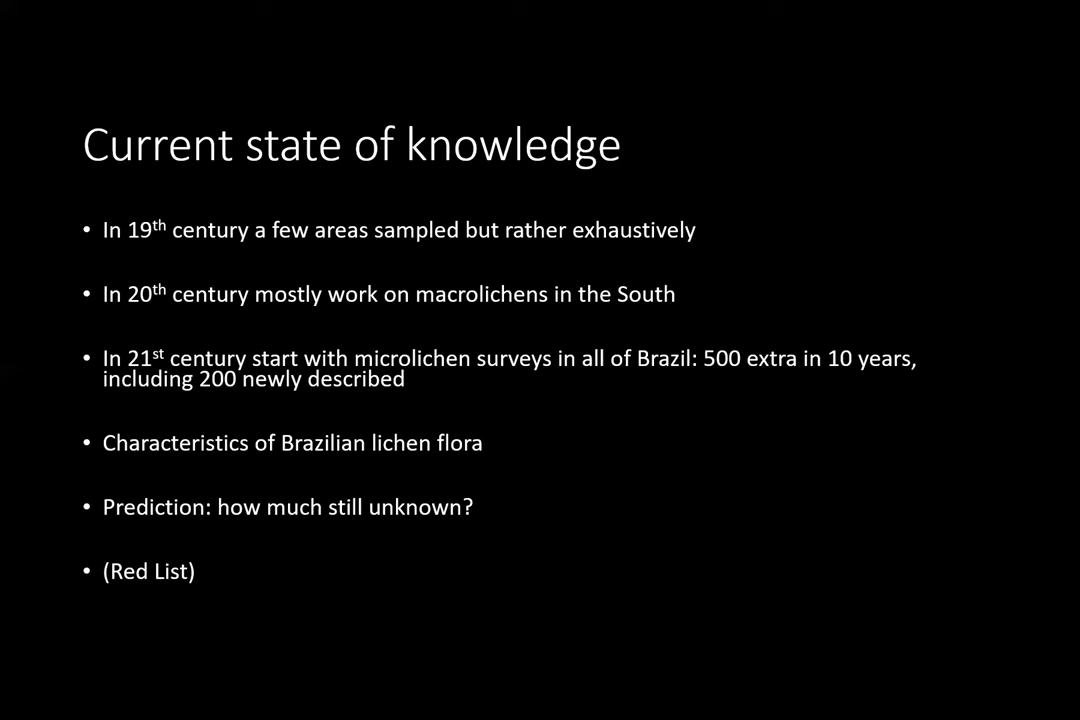 Current state of knowledge
• In 19th century a few areas sampled but rather exhaustively
• In 20th century mostly work on macrolichens in the South
• In 21st century start with microlichen surveys in all of Brazil: 500 extra in 10 years,
including 200 newly described
• Characteristics of Brazilian lichen flora
• Prediction: how much still unknown?
• (Red List)